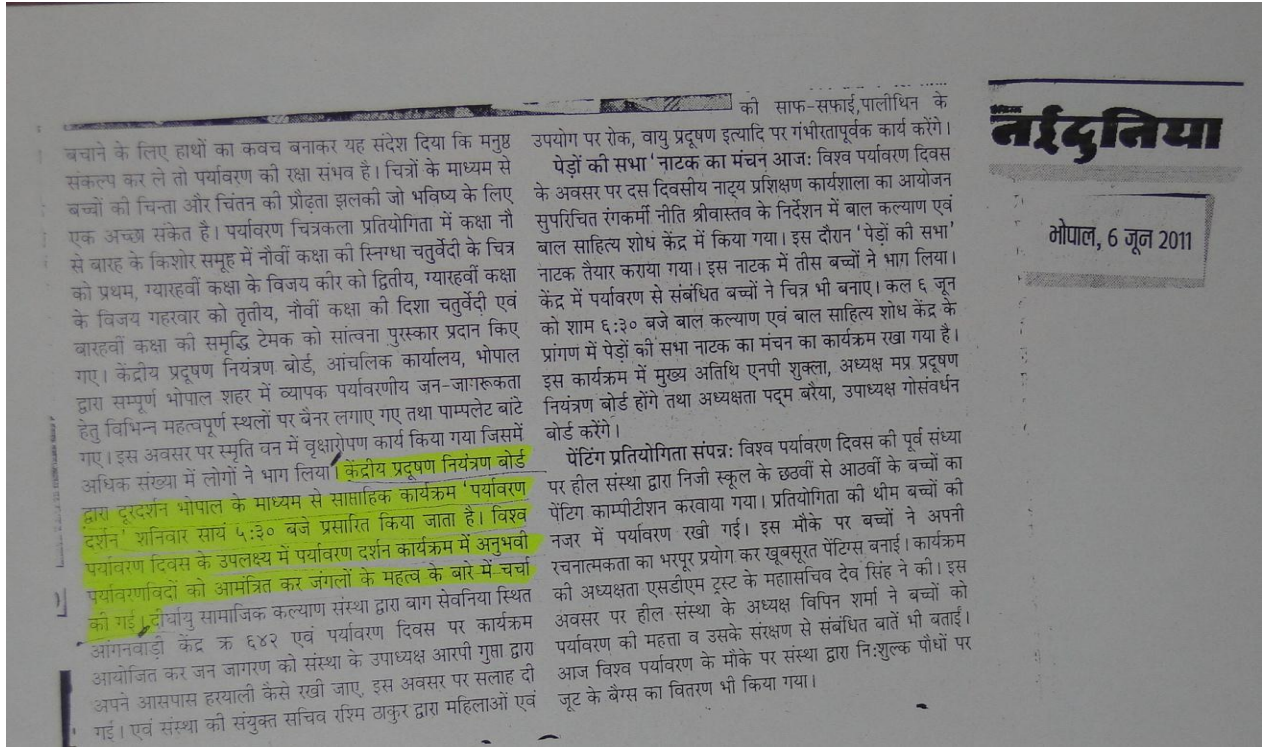 बचाने के लिए हाथों का कवच बनाकर यह संदेश दिया कि मनुष्ठ
संकल्प कर ले तो पर्यावरण की रक्षा संभव है। चित्रों के माध्यम से
बच्चों की चिन्ता और चिंतन की प्रौढ़ता झलकी जो भविष्य के लिए
एक अच्छा संकेत है। पर्यावरण चित्रकला प्रतियोगिता में कक्षा नौ
से बारह के किशोर समूह में नौवीं कक्षा की स्निग्धा चतुर्वेदी के चित्र
को प्रथम, ग्यारहवीं कक्षा के विजय कीर को द्वितीय, ग्यारहवीं कक्षा
के विजय गहरवार को तृतीय, नौवीं कक्षा की दिशा चतुर्वेदी एवं
बारहवीं कक्षा की समृद्धि टेमक को सांत्वना पुरस्कार प्रदान किए
गए। केंद्रीय प्रदूषण नियंत्रण बोर्ड, आंचलिक कार्यालय, भोपाल
द्वारा सम्पूर्ण भोपाल शहर में व्यापक पर्यावरणीय जन-जागरूकता
हेतु विभिन्न महत्वपूर्ण स्थलों पर बैनर लगाए गए तथा पाम्पलेट बांटे
गए। इस अवसर पर स्मृति वन में वृक्षारोपण कार्य किया गया जिसमें
अधिक संख्या में लोगों ने भाग लिया। केंद्रीय प्रदूषण नियंत्रण बोर्ड
द्वारा दूरदर्शन भोपाल के माध्यम से साप्ताहिक कार्यक्रम 'पर्यावरण
दर्शन' शनिवार सायं ५:३० बजे प्रसारित किया जाता है। विश्व
पर्यावरण दिवस के उपलक्ष्य में पर्यावरण दर्शन कार्यक्रम में अनुभवी
पर्यावरणविदों को आमंत्रित कर जंगलों के महत्व के बारे में चर्चा
की गई। दीर्घायु सामाजिक कल्याण संस्था द्वारा बाग सेवनिया स्थित
आंगनवाड़ी केंद्र क्र ६४२ एवं पर्यावरण दिवस पर कार्यक्रम
आयोजित कर जन जागरण को संस्था के उपाध्यक्ष आरपी गुप्ता द्वारा
अपने आसपास हरयाली कैसे रखी जाए, इस अवसर पर सलाह दी
गई। एवं संस्था की संयुक्त सचिव रश्मि ठाकुर द्वारा महिलाओं एवं
की साफ-सफाई,पालीथिन के
उपयोग पर रोक, वायु प्रदूषण इत्यादि पर गंभीरतापूर्वक कार्य करेंगे।
पेड़ों की सभा 'नाटक का मंचन आज: विश्व पर्यावरण दिवस
के अवसर पर दस दिवसीय नाट्य प्रशिक्षण कार्यशाला का आयोजन
सुपरिचित रंगकर्मी नीति श्रीवास्तव के निर्देशन में बाल कल्याण एवं
बाल साहित्य शोध केंद्र में किया गया। इस दौरान 'पेड़ों की सभा'
नाटक तैयार कराया गया। इस नाटक में तीस बच्चों ने भाग लिया।
केंद्र में पर्यावरण से संबंधित बच्चों ने चित्र भी बनाए। कल ६ जून
को शाम ६:३० बजे बाल कल्याण एवं बाल साहित्य शोध केंद्र के
प्रांगण में पेड़ों की सभा नाटक का मंचन का कार्यक्रम रखा गया है।
इस कार्यक्रम में मुख्य अतिथि एनपी शुक्ला, अध्यक्ष मप्र प्रदूषण
नियंत्रण बोर्ड होंगे तथा अध्यक्षता पद्म बरैया, उपाध्यक्ष गोसंवर्धन
बोर्ड करेंगे।
पेंटिंग प्रतियोगिता संपन्न: विश्व पर्यावरण दिवस की पूर्व संध्या
पर हील संस्था द्वारा निजी स्कूल के छठवीं से आठवीं के बच्चों का
पेंटिग काम्पीटीशन करवाया गया। प्रतियोगिता की थीम बच्चों की
नजर में पर्यावरण रखी गई। इस मौके पर बच्चों ने अपनी
रचनात्मकता का भरपूर प्रयोग कर खूबसूरत पेंटिग्स बनाई। कार्यक्रम
की अध्यक्षता एसडीएम ट्रस्ट के महाासचिव देव सिंह ने की। इस
अवसर पर हील संस्था के अध्यक्ष विपिन शर्मा ने बच्चों को
पर्यावरण की महत्ता व उसके संरक्षण से संबंधित बातें भी बताईं।
आज विश्व पर्यावरण के मौके पर संस्था द्वारा नि:शुल्क पौधों पर
जूट के बैग्स का वितरण भी किया गया।
नईदुनिया
भोपाल, 6 जून 2011